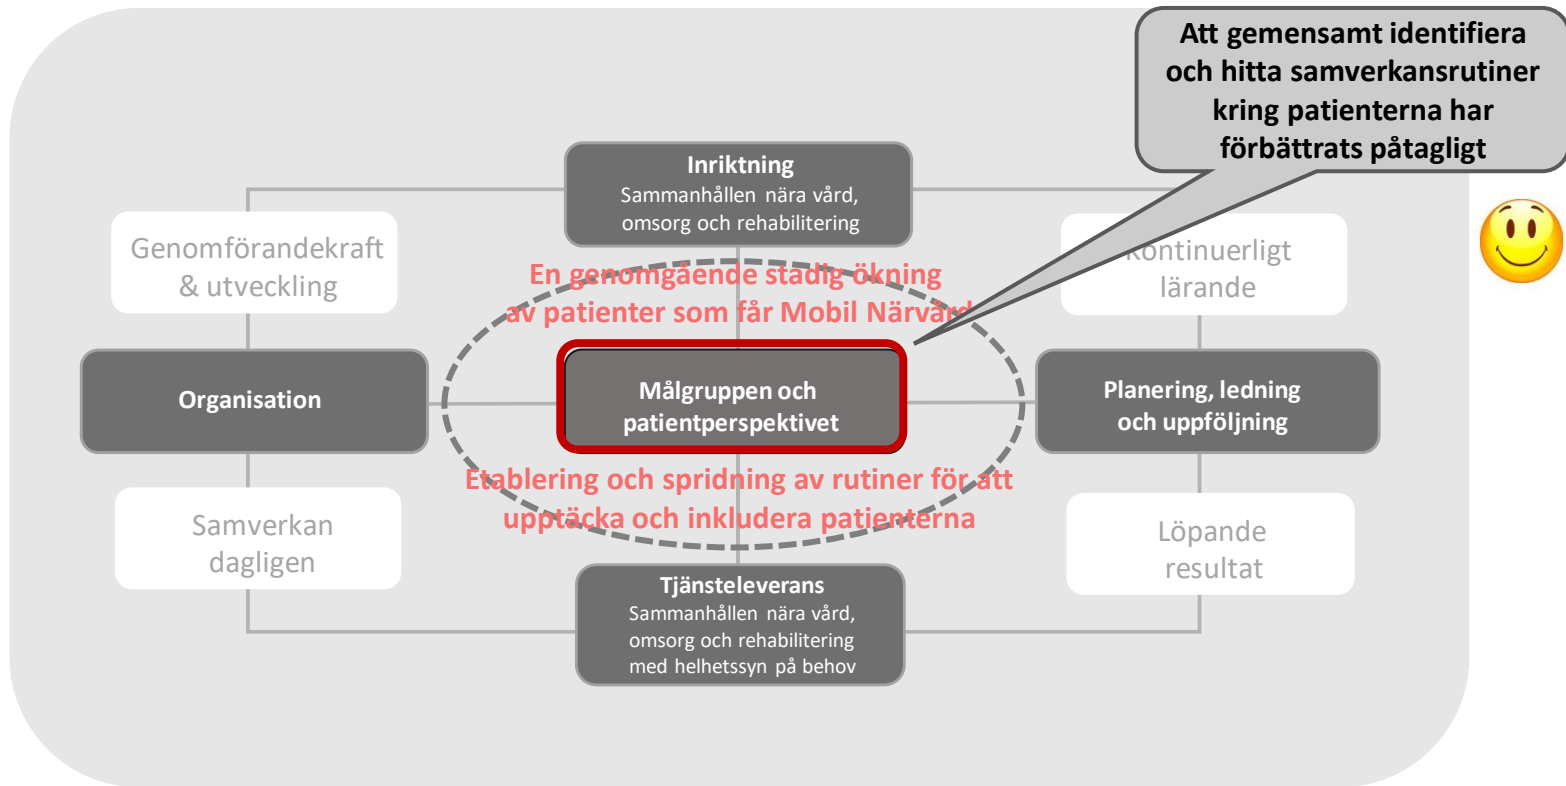 Att gemensamt identifiera
och hitta samverkansrutiner
kring patienterna har
förbättrats påtagligt
Inriktning
Sammanhållen nära vård,
omsorg och rehabilitering
Genomförandekraft
& utveckling
Kontinuerligt
lärande
En genomgående stadig ökning
av patienter som får Mobil Närvård
Organisation
Målgruppen och
patientperspektivet
Planering, ledning
och uppföljning
Etablering och spridning av rutiner för att
upptäcka och inkludera patienterna
Samverkan
dagligen
Löpande
resultat
Tjänsteleverans
Sammanhållen nära vård,
omsorg och rehabilitering
med helhetssyn på behov